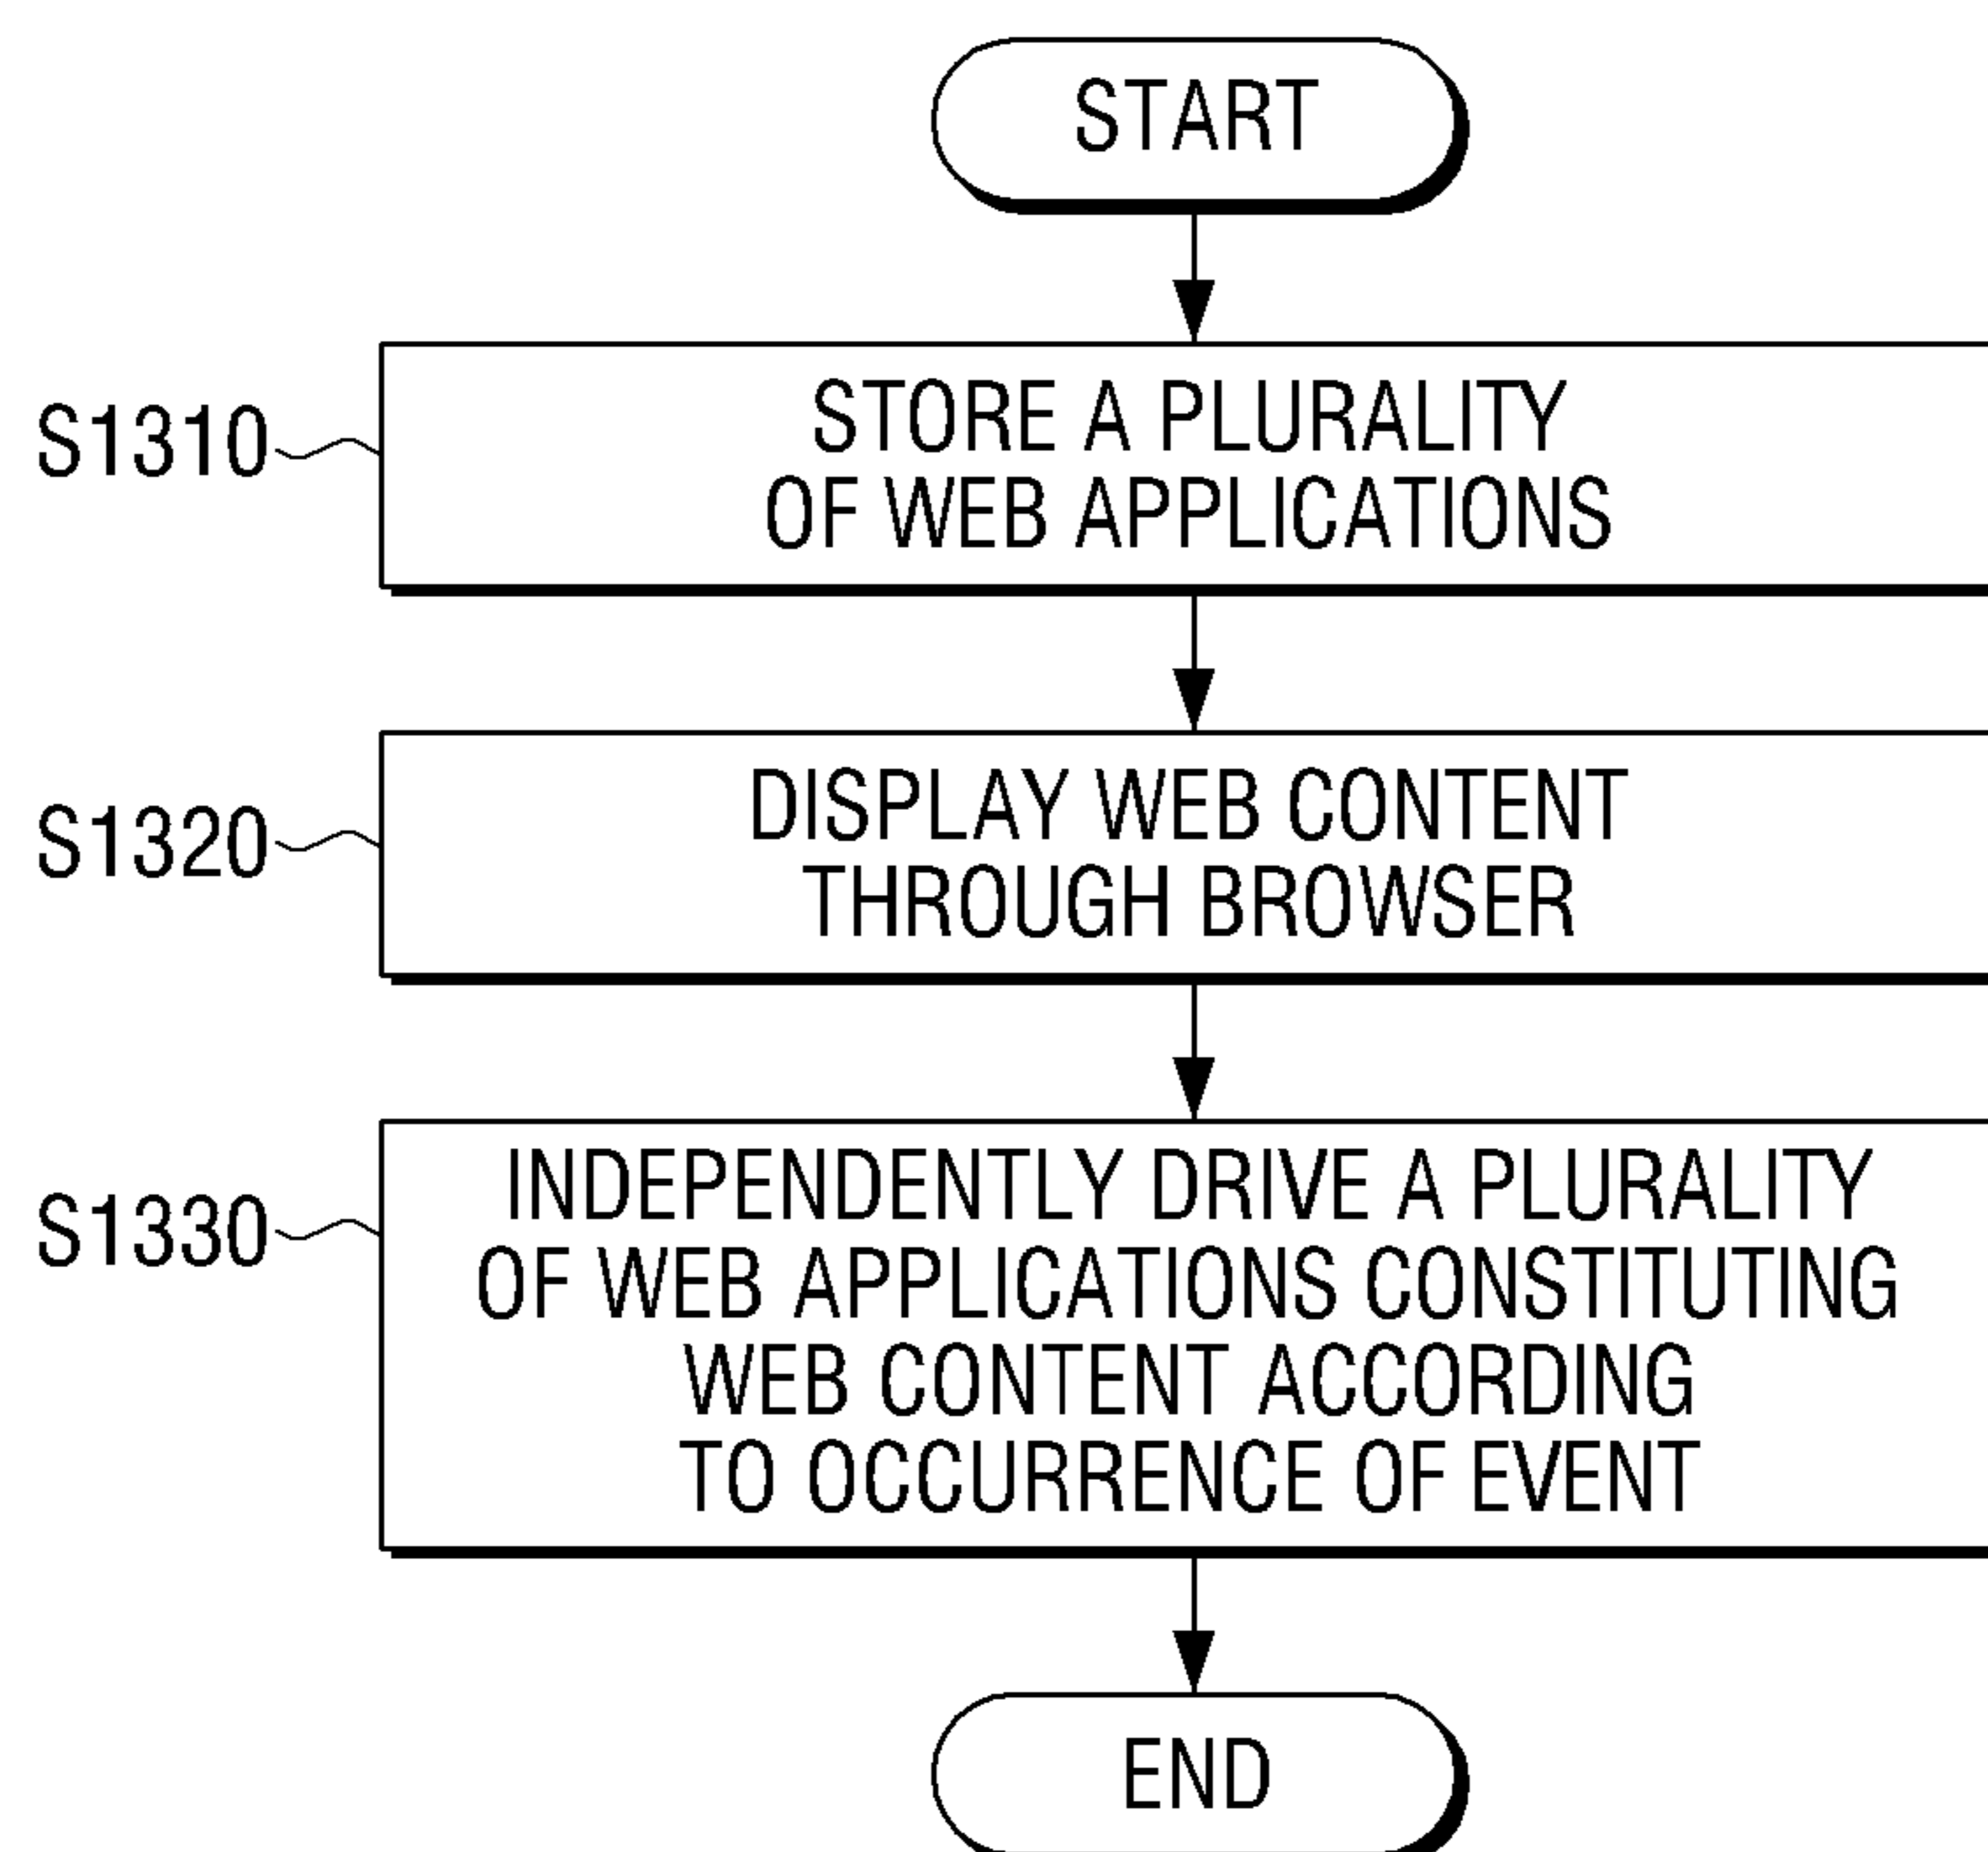 START
S1310
STORE A PLURALITY
OF WEB APPLICATIONS
S1320
DISPLAY WEB CONTENT
THROUGH BROWSER
S1330
INDEPENDENTLY DRIVE A PLURALITY
OF WEB APPLICATIONS CONSTITUTING
WEB CONTENT ACCORDING
TO OCCURRENCE OF EVENT
END